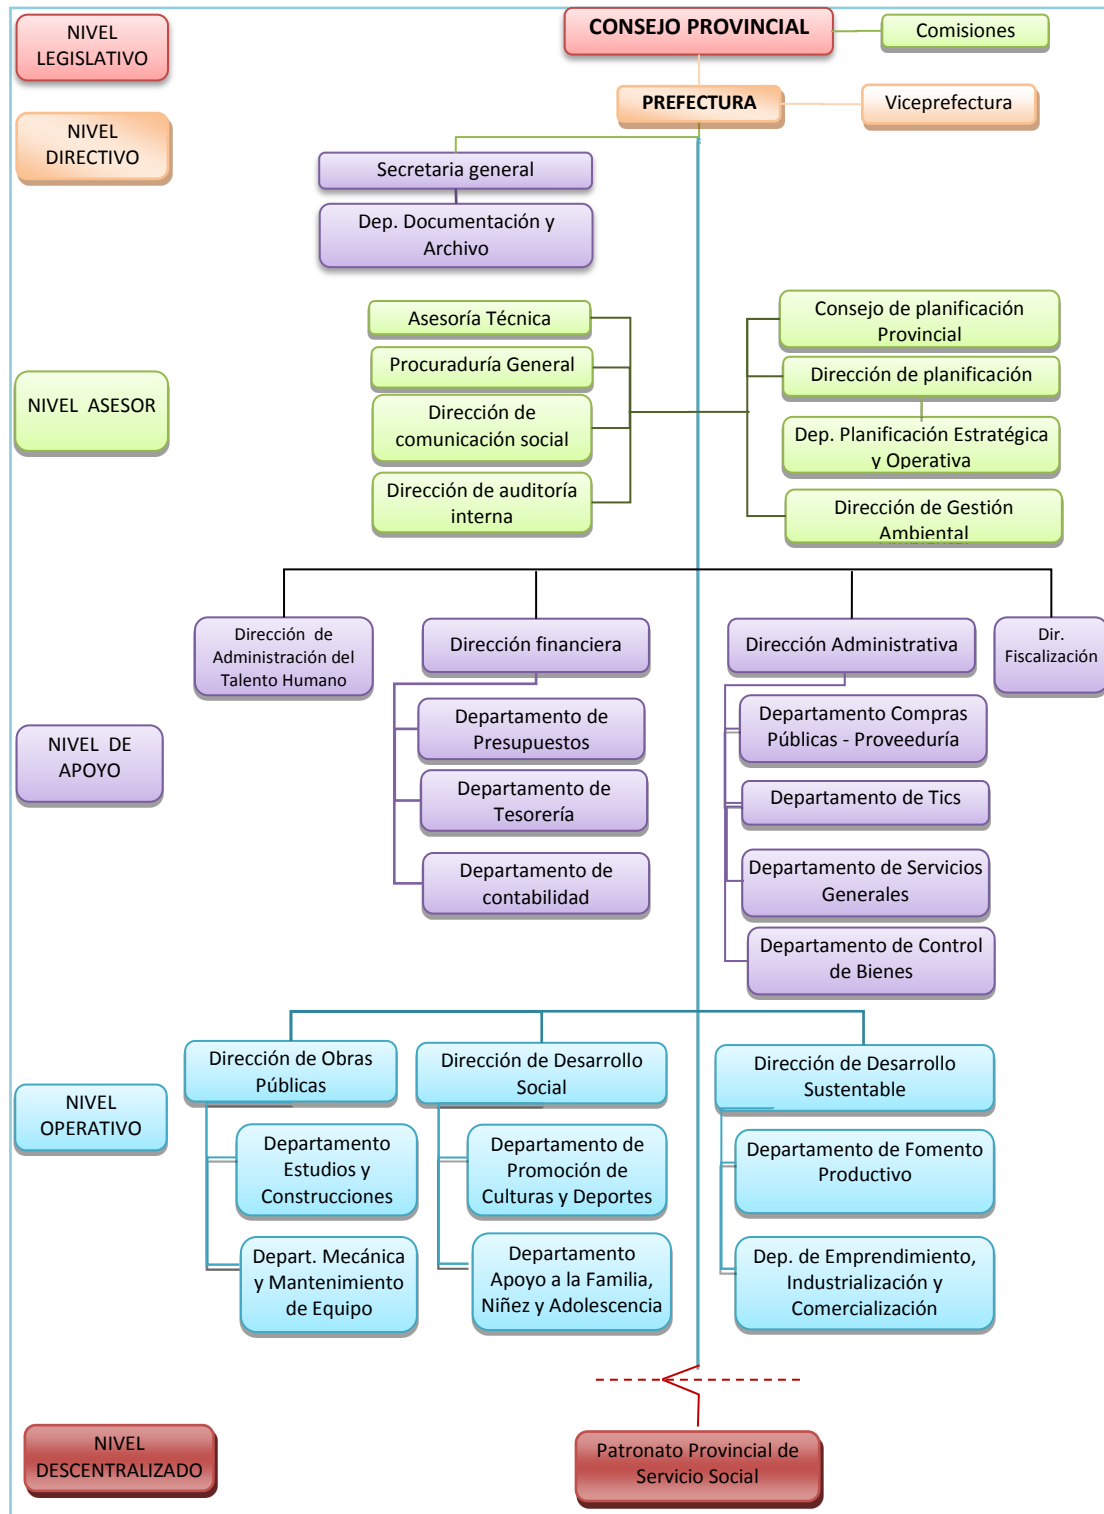 NIVEL
LEGISLATIVO
CONSEJO PROVINCIAL
Comisiones
NIVEL
DIRECTIVO
PREFECTURA
Viceprefectura
Secretaria general
Dep. Documentación y
Archivo
NIVEL ASESOR
Asesoría Técnica
Procuraduría General
Dirección de
comunicación social
Dirección de auditoría
interna
Consejo de planificación
Provincial
Dirección de planificación
Dep. Planificación Estratégica
y Operativa
Dirección de Gestión
Ambiental
NIVEL DE
APOYO
Dirección de
Administración del
Talento Humano
Dirección financiera
Departamento de
Presupuestos
Departamento de
Tesorería
Departamento de
contabilidad
Dirección Administrativa
Departamento Compras
Públicas - Proveeduría
Departamento de Tics
Departamento de Servicios
Generales
Departamento de Control
de Bienes
Dir.
Fiscalización
NIVEL
OPERATIVO
Dirección de Obras
Públicas
Departamento
Estudios y
Construcciones
Depart. Mecánica
y Mantenimiento
de Equipo
Dirección de Desarrollo
Social
Departamento de
Promoción de
Culturas y Deportes
Departamento
Apoyo a la Familia,
Niñez y Adolescencia
Dirección de Desarrollo
Sustentable
Departamento de Fomento
Productivo
Dep. de Emprendimiento,
Industrialización y
Comercialización
NIVEL
DESCENTRALIZADO
Patronato Provincial de
Servicio Social